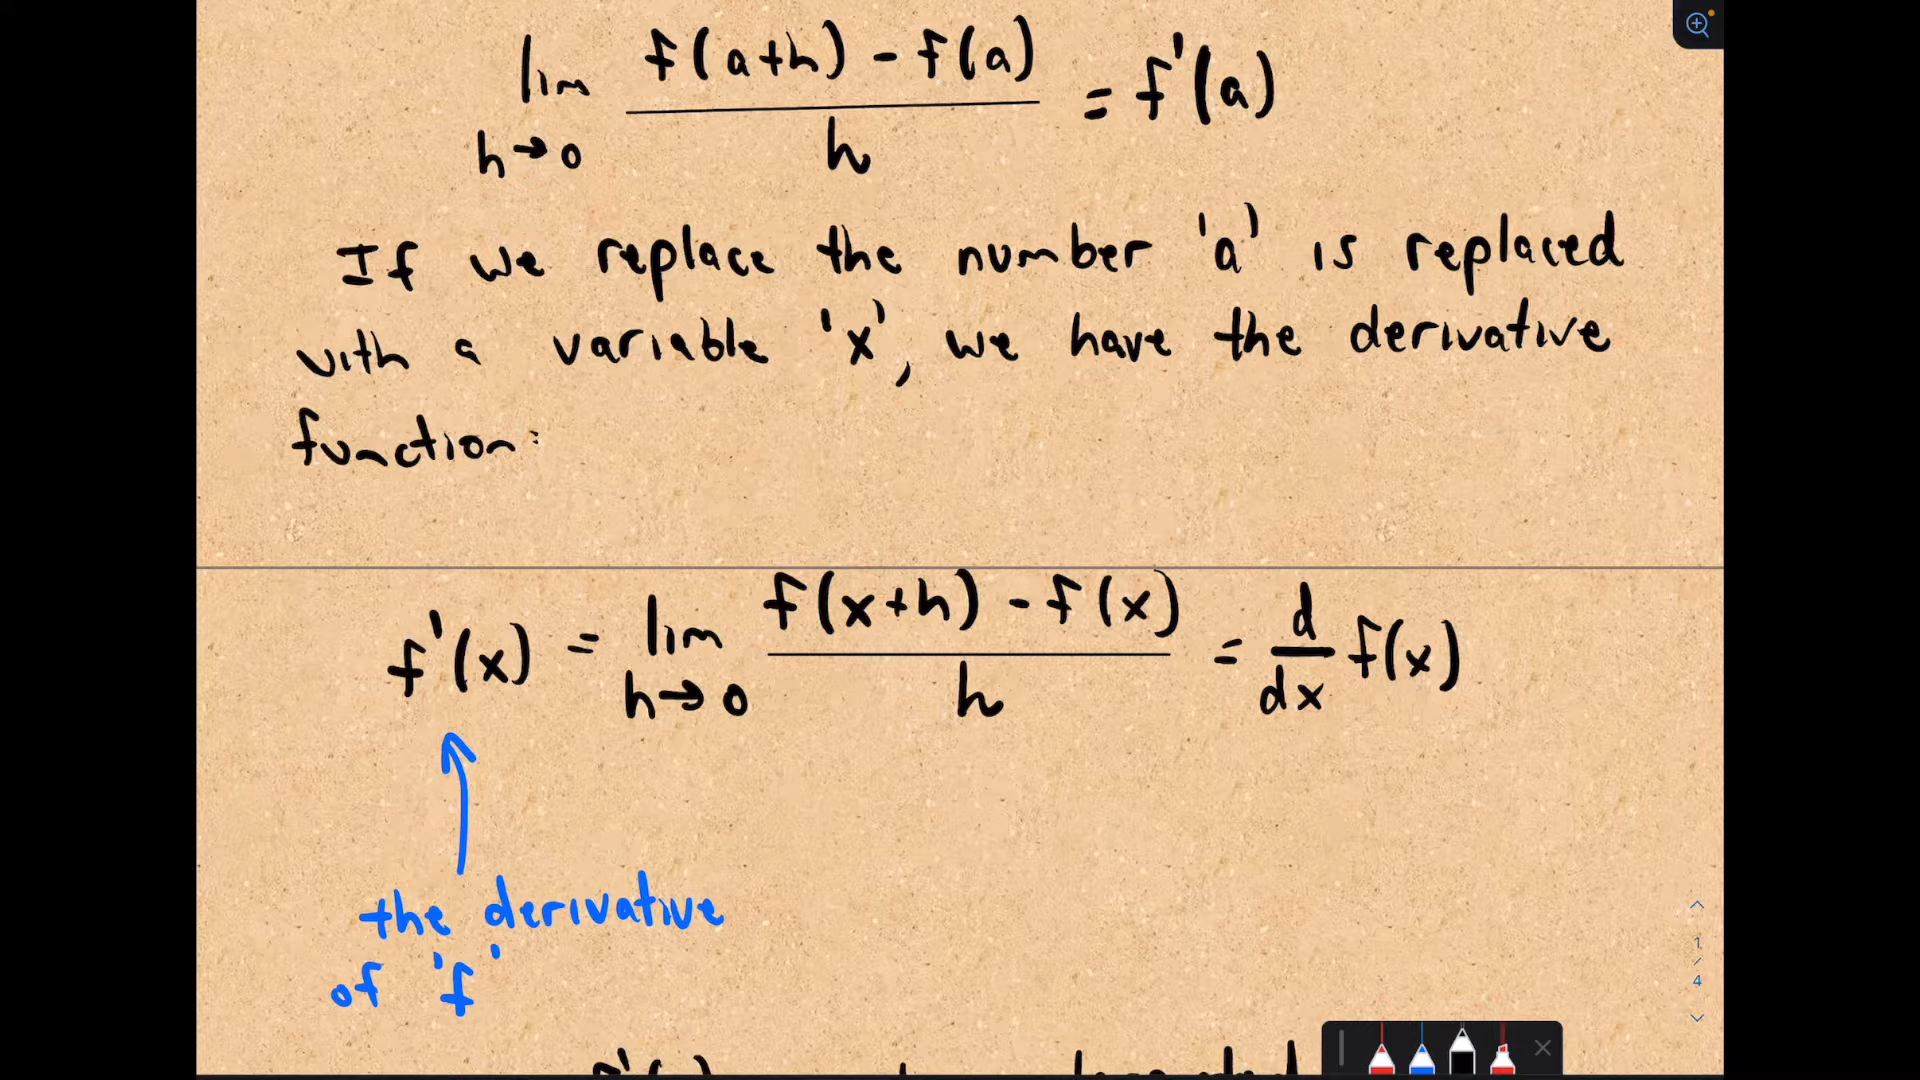 lim h→0 f(a+h) - f(a) / h = f'(a)
If we replace the number 'a' is replaced
with a variable 'x', we have the derivative
function:
f'(x) = lim h→0 f(x+h) - f(x) / h = d/dx f(x)
the derivative
of 'f'
1 / 4